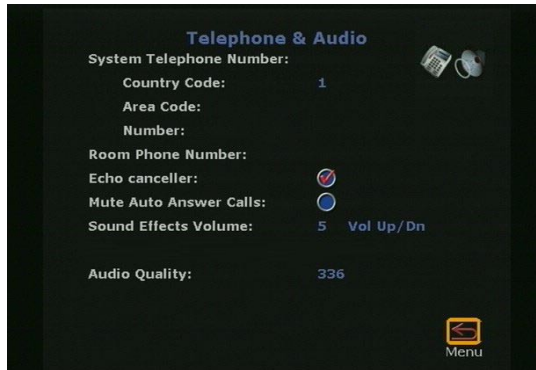 Telephone & Audio
System Telephone Number:
Country Code: 1
Area Code:
Number:
Room Phone Number:
Echo canceller:
Mute Auto Answer Calls:
Sound Effects Volume: 5 Vol Up/Dn
Audio Quality: 336
Menu